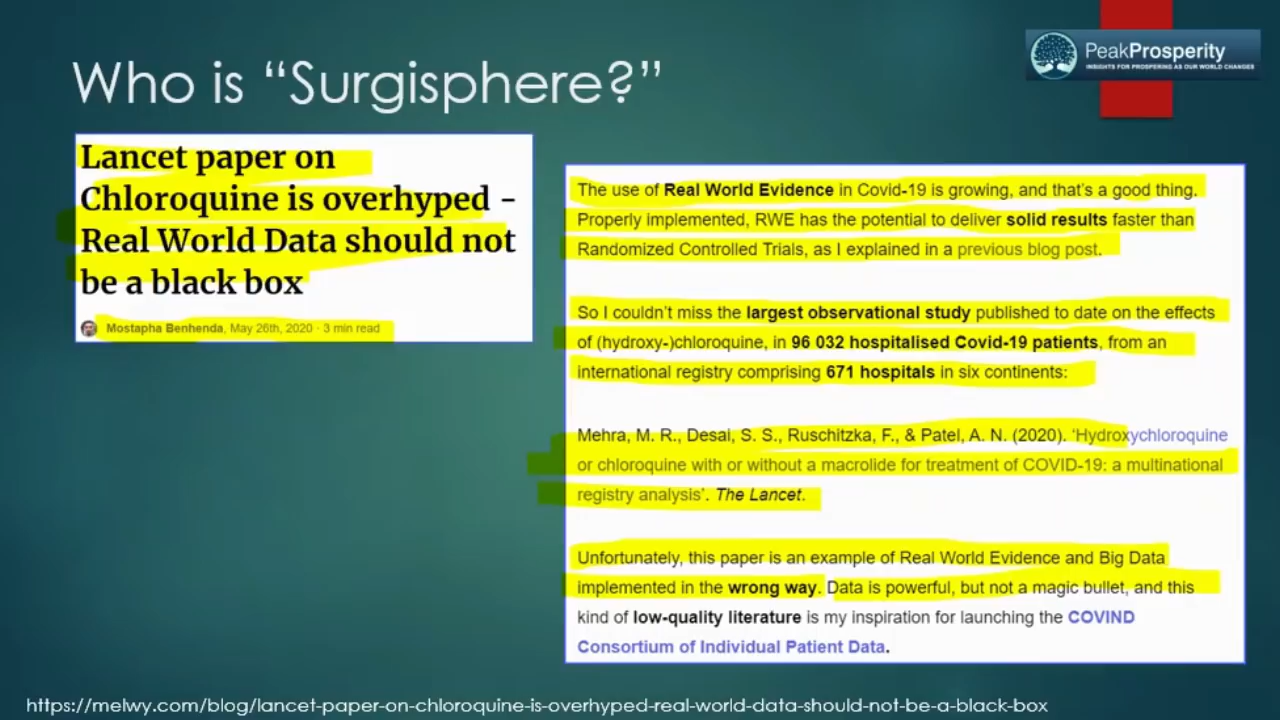 Who is “Surgisphere?”
PeakProsperity
INSIGHTS FOR PROSPERING AS OUR WORLD CHANGES
Lancet paper on
Chloroquine is overhyped -
Real World Data should not
be a black box
Mostapha Benhenda, May 26th, 2020 · 3 min read
The use of Real World Evidence in Covid-19 is growing, and that's a good thing.
Properly implemented, RWE has the potential to deliver solid results faster than
Randomized Controlled Trials, as I explained in a previous blog post.
So I couldn't miss the largest observational study published to date on the effects
of (hydroxy-)chloroquine, in 96 032 hospitalised Covid-19 patients, from an
international registry comprising 671 hospitals in six continents:
Mehra, M. R., Desai, S. S., Ruschitzka, F., & Patel, A. N. (2020). ‘Hydroxychloroquine
or chloroquine with or without a macrolide for treatment of COVID-19: a multinational
registry analysis’. The Lancet.
Unfortunately, this paper is an example of Real World Evidence and Big Data
implemented in the wrong way. Data is powerful, but not a magic bullet, and this
kind of low-quality literature is my inspiration for launching the COVIND
Consortium of Individual Patient Data.
https://melwy.com/blog/lancet-paper-on-chloroquine-is-overhyped-real-world-data-should-not-be-a-black-box